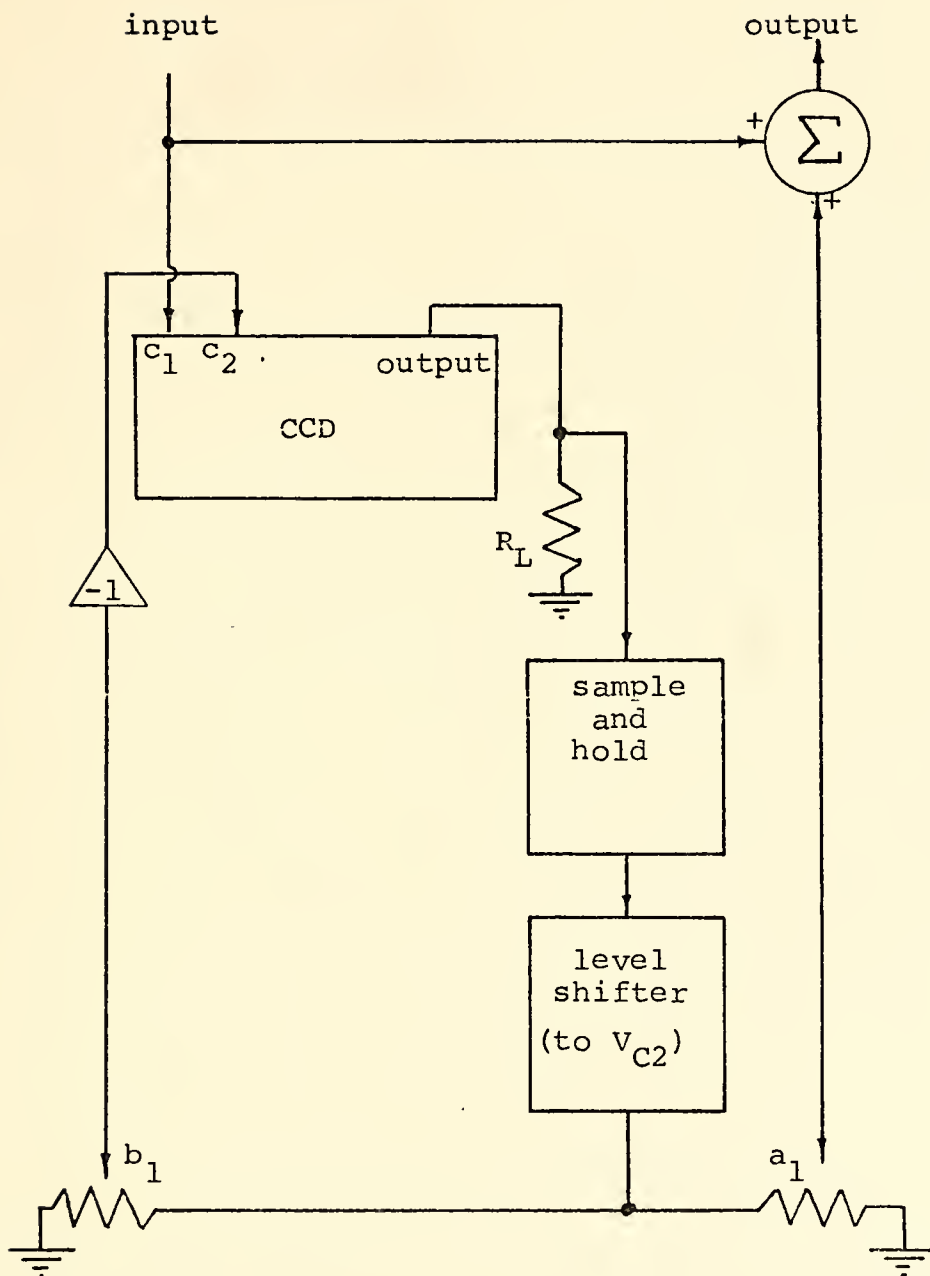 input
output
+
Σ
+
c1 c2 output
CCD
RL
-1
sample
and
hold
level
shifter
(to VC2)
b1
a1